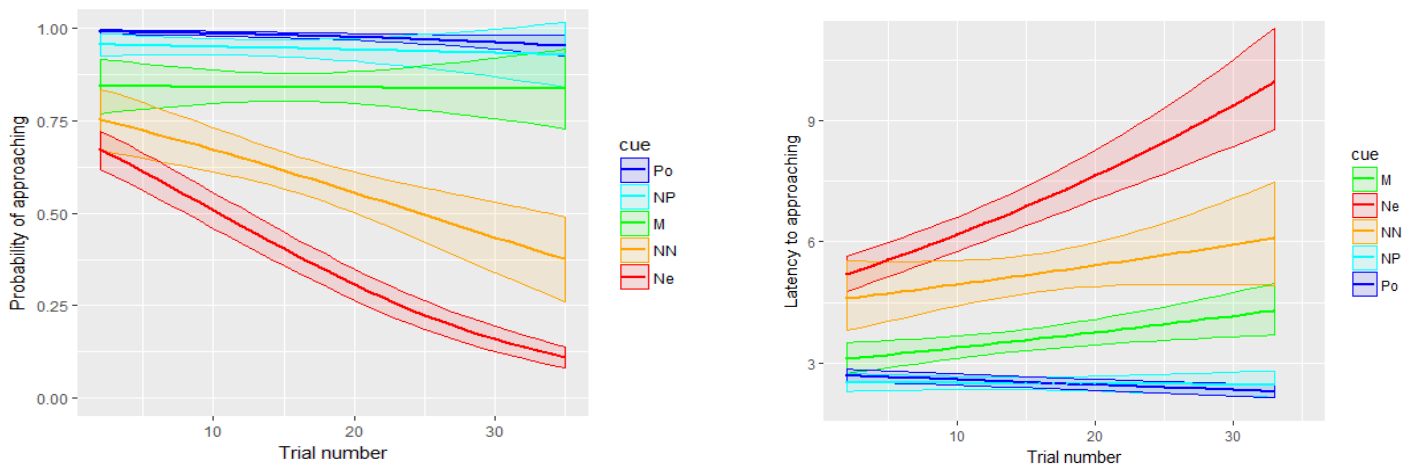 1.00
0.75
0.50
0.25
0.00
Probability of approaching
10
20
30
Trial number
cue
Po
NP
M
NN
Ne
9
6
3
Latency to approaching
10
20
30
Trial number
cue
M
Ne
NN
NP
Po